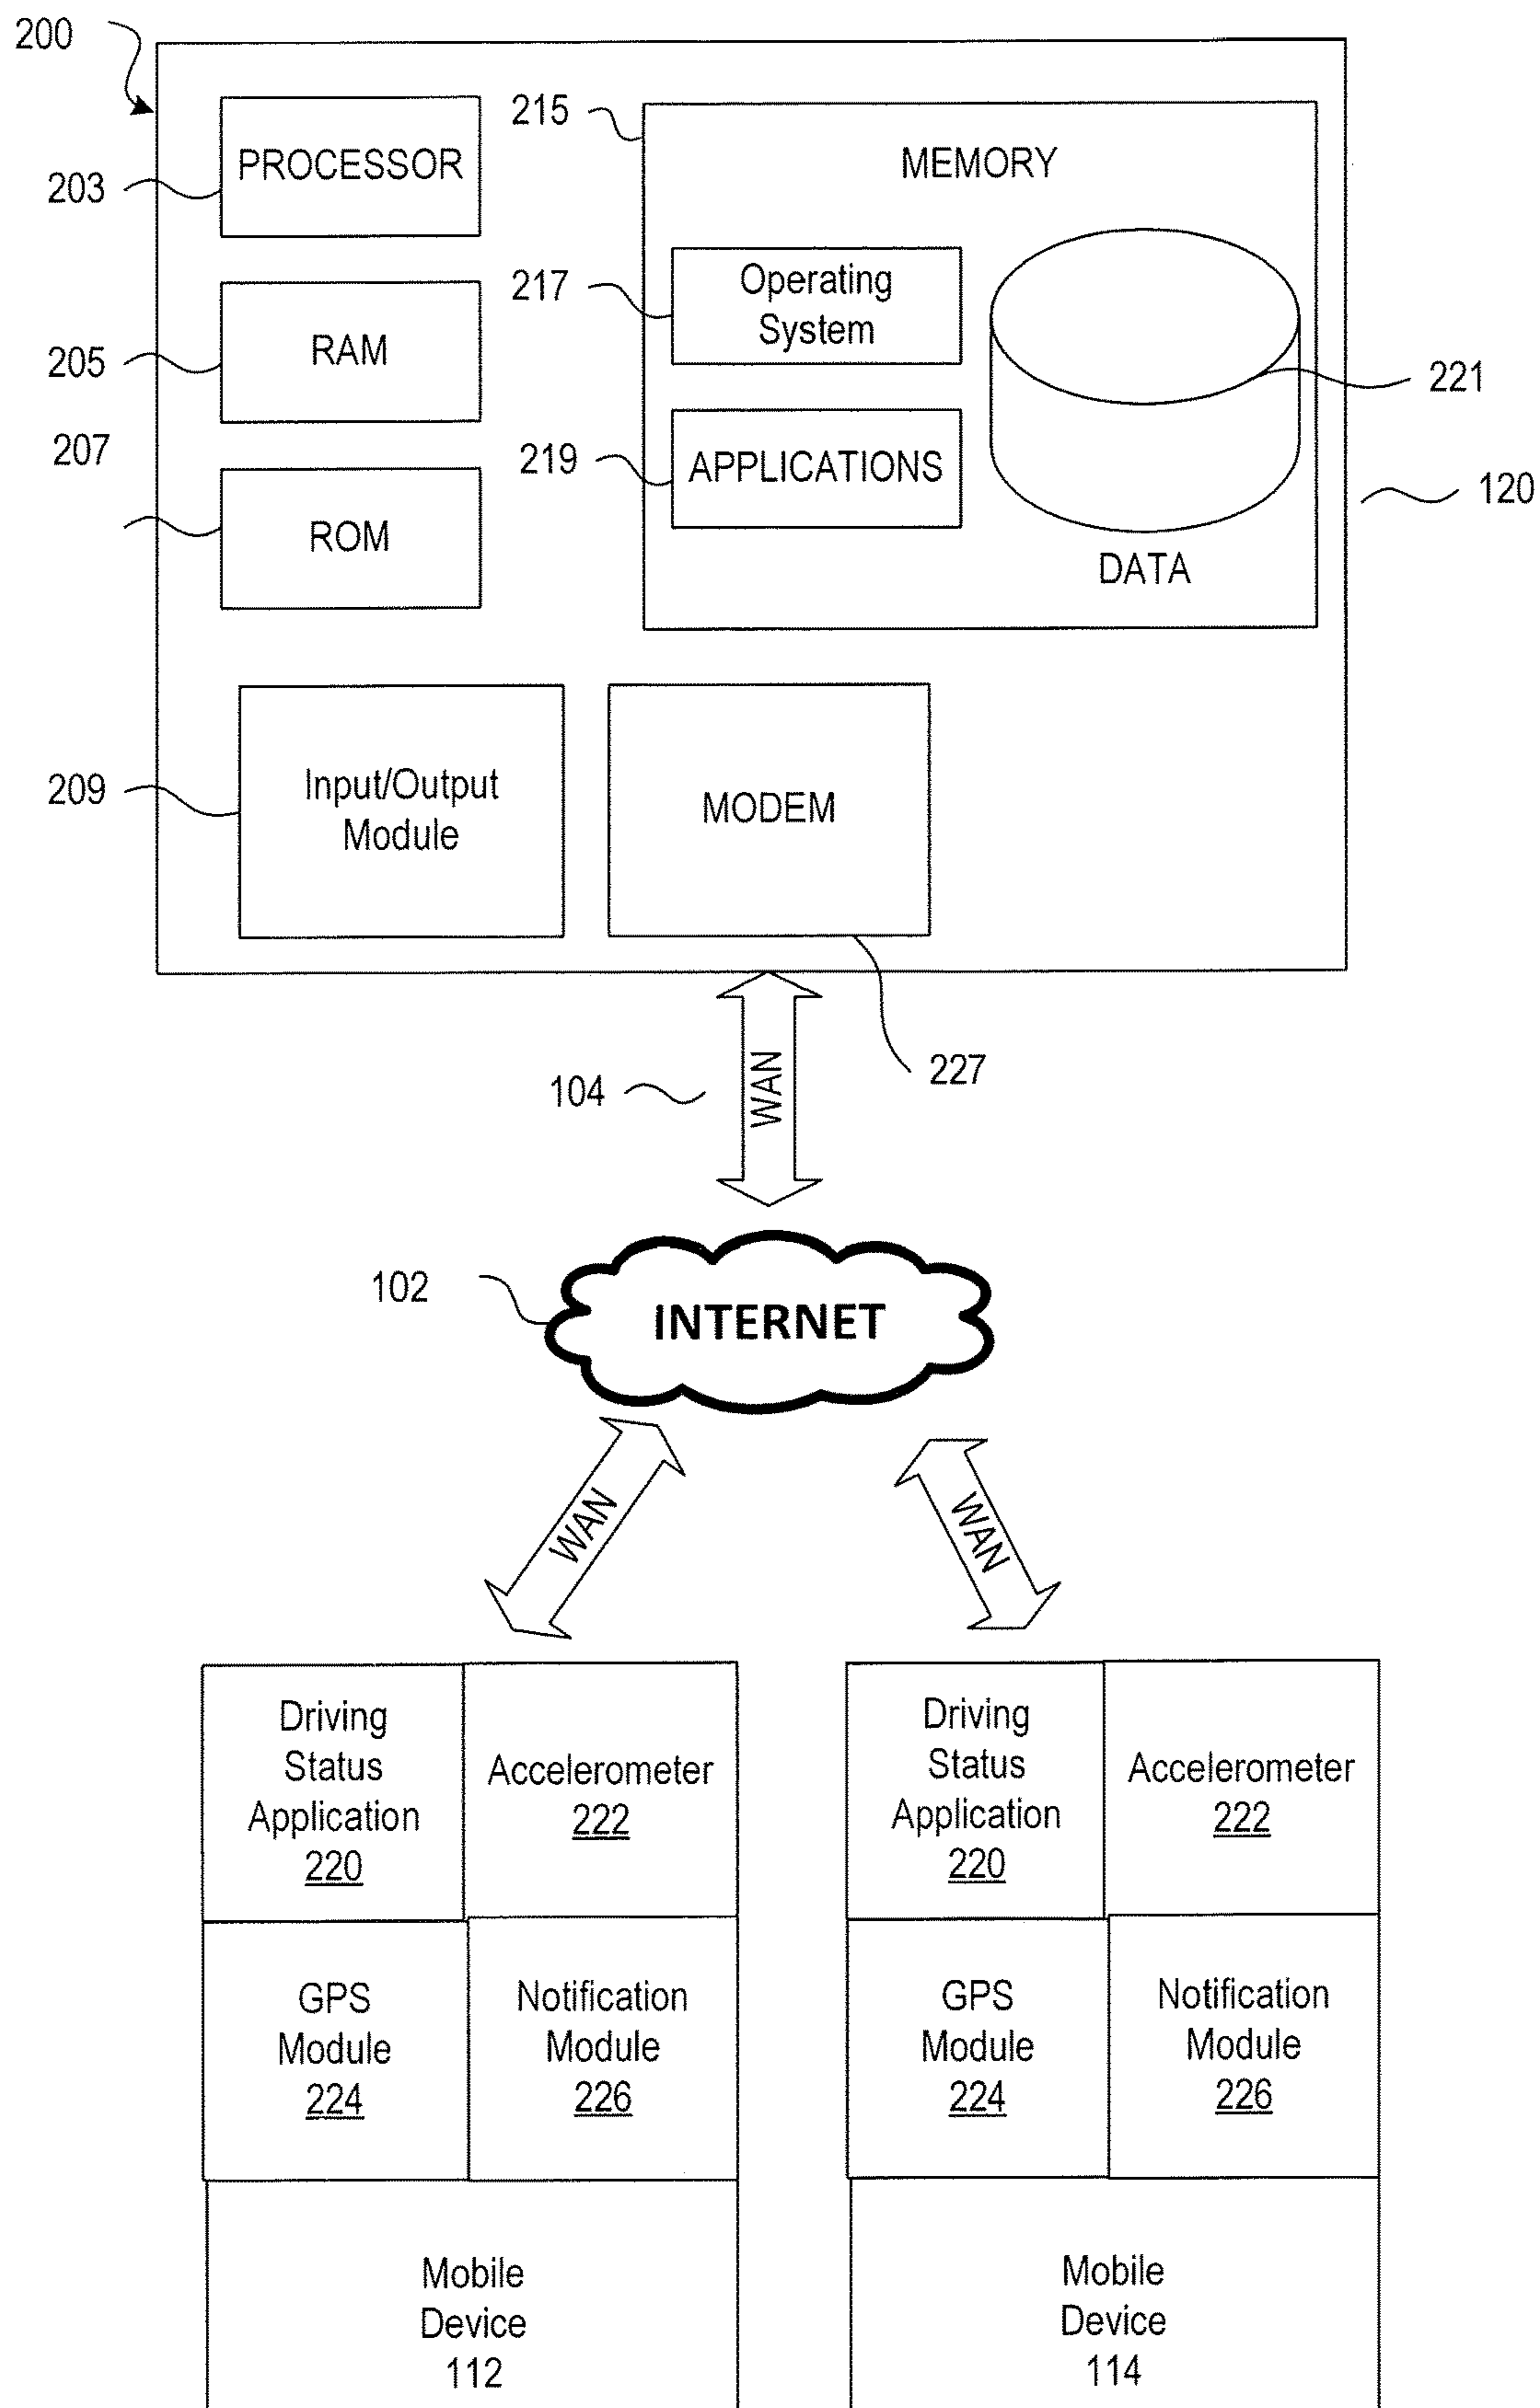 200
PROCESSOR
203
215
MEMORY
217
Operating
System
RAM
205
221
207
219
APPLICATIONS
120
ROM
DATA
209
Input/Output
Module
MODEM
227
104
WAN
102
INTERNET
WAN
WAN
Driving
Status
Application
220
Accelerometer
222
GPS
Module
224
Notification
Module
226
Mobile
Device
112
Driving
Status
Application
220
Accelerometer
222
GPS
Module
224
Notification
Module
226
Mobile
Device
114